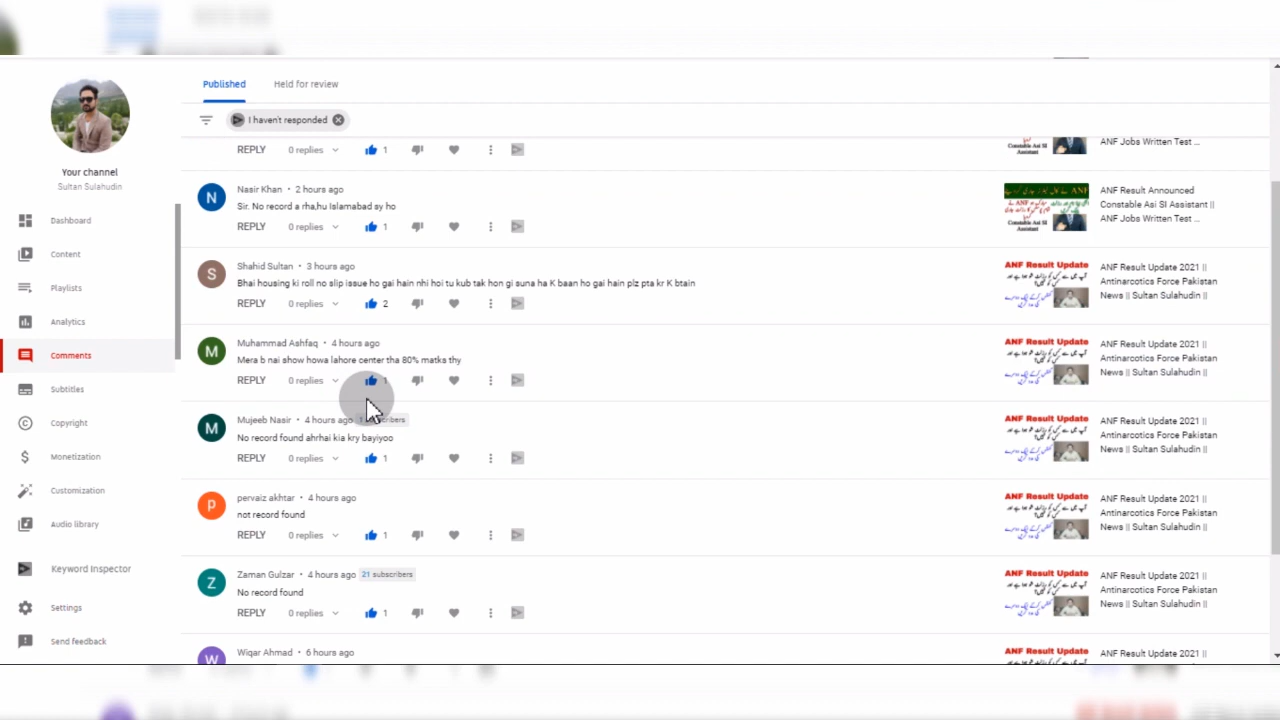 Published
Held for review
I haven't responded
Your channel
Sultan Sulahudin
Dashboard
Content
Playlists
Analytics
Comments
Subtitles
Copyright
Monetization
Customization
Audio library
Keyword Inspector
Settings
Send feedback
REPLY 0 replies 1
Constable Asi SI
Assistant
ANF Jobs Written Test ...
N
Nasir Khan • 2 hours ago
Sir. No record a rha,hu Islamabad sy ho
REPLY 0 replies 1
Constable Asi SI
Assistant
ANF Result Announced
Constable Asi SI Assistant ||
ANF Jobs Written Test ...
S
Shahid Sultan • 3 hours ago
Bhai housing ki roll no slip issue ho gai hain nhi hoi tu kub tak hon gi suna ha K baan ho gai hain plz pta kr K btain
REPLY 0 replies 2
ANF Result Update
ANF Result Update 2021 ||
Antinarcotics Force Pakistan
News || Sultan Sulahudin
M
Muhammad Ashfaq • 4 hours ago
Mera b nai show howa lahore center tha 80% matks thy
REPLY 0 replies 1
ANF Result Update
ANF Result Update 2021 ||
Antinarcotics Force Pakistan
News || Sultan Sulahudin
M
Mujeeb Nasir • 4 hours ago
No record found ahrhai kia kry bayiyoo
REPLY 0 replies 1
ANF Result Update
ANF Result Update 2021 ||
Antinarcotics Force Pakistan
News || Sultan Sulahudin
P
pervaiz akhtar • 4 hours ago
not record found
REPLY 0 replies 1
ANF Result Update
ANF Result Update 2021 ||
Antinarcotics Force Pakistan
News || Sultan Sulahudin
Z
Zaman Gulzar • 4 hours ago 21 subscribers
No record found
REPLY 0 replies 1
ANF Result Update
ANF Result Update 2021 ||
Antinarcotics Force Pakistan
News || Sultan Sulahudin
W
Wiqar Ahmad • 6 hours ago
ANF Result Update
ANF Result Update 2021 ||